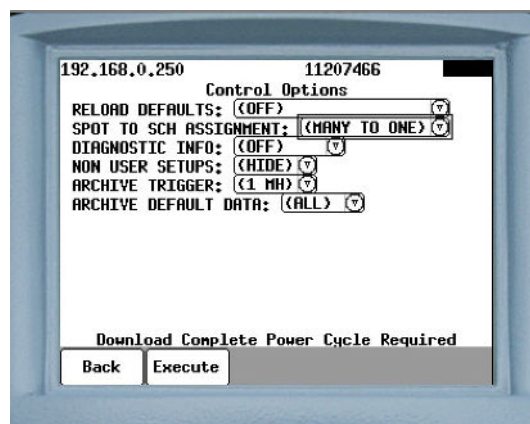 192.168.0.250 11207466
Control Options
RELOAD DEFAULTS: (OFF)
SPOT TO SCH ASSIGNMENT: (MANY TO ONE)
DIAGNOSTIC INFO: (OFF)
NON USER SETUPS: (HIDE)
ARCHIVE TRIGGER: (1 MH)
ARCHIVE DEFAULT DATA: (ALL)
Download Complete Power Cycle Required
Back Execute